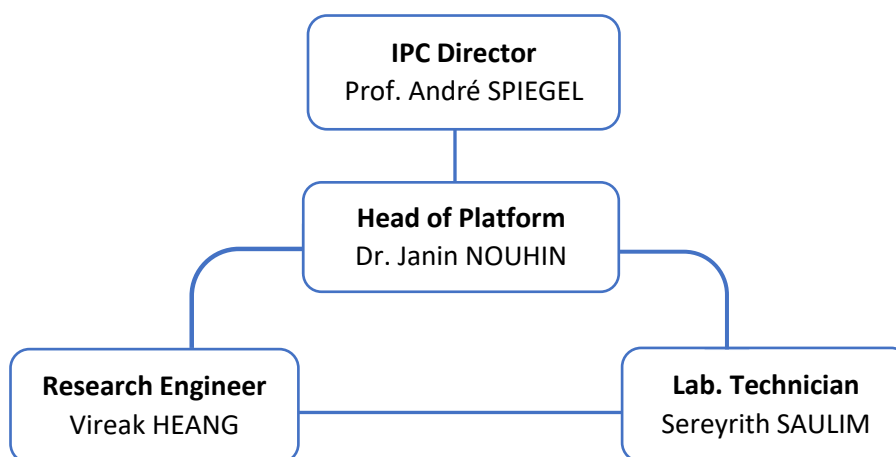 IPC Director
Prof. André SPIEGEL
Head of Platform
Dr. Janin NOUHIN
Research Engineer
Vireak HEANG
Lab. Technician
Sereyrith SAULIM